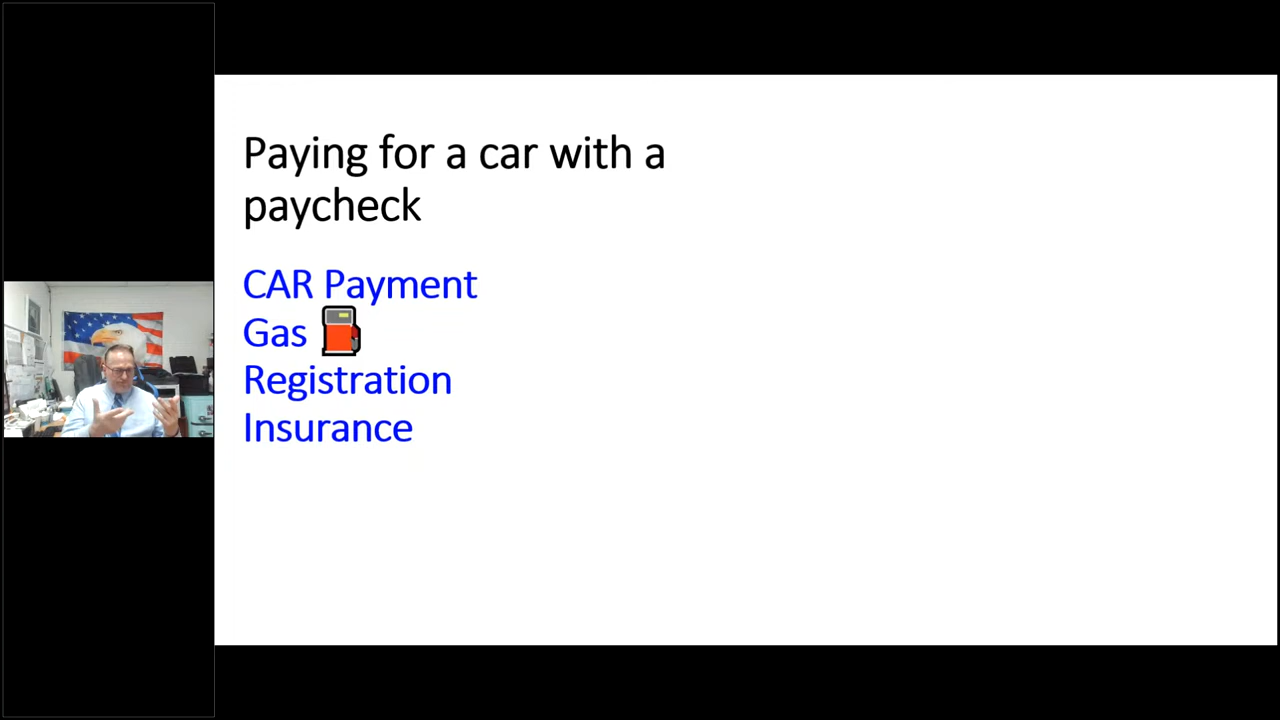 Paying for a car with a
paycheck
CAR Payment
Gas ⛽
Registration
Insurance